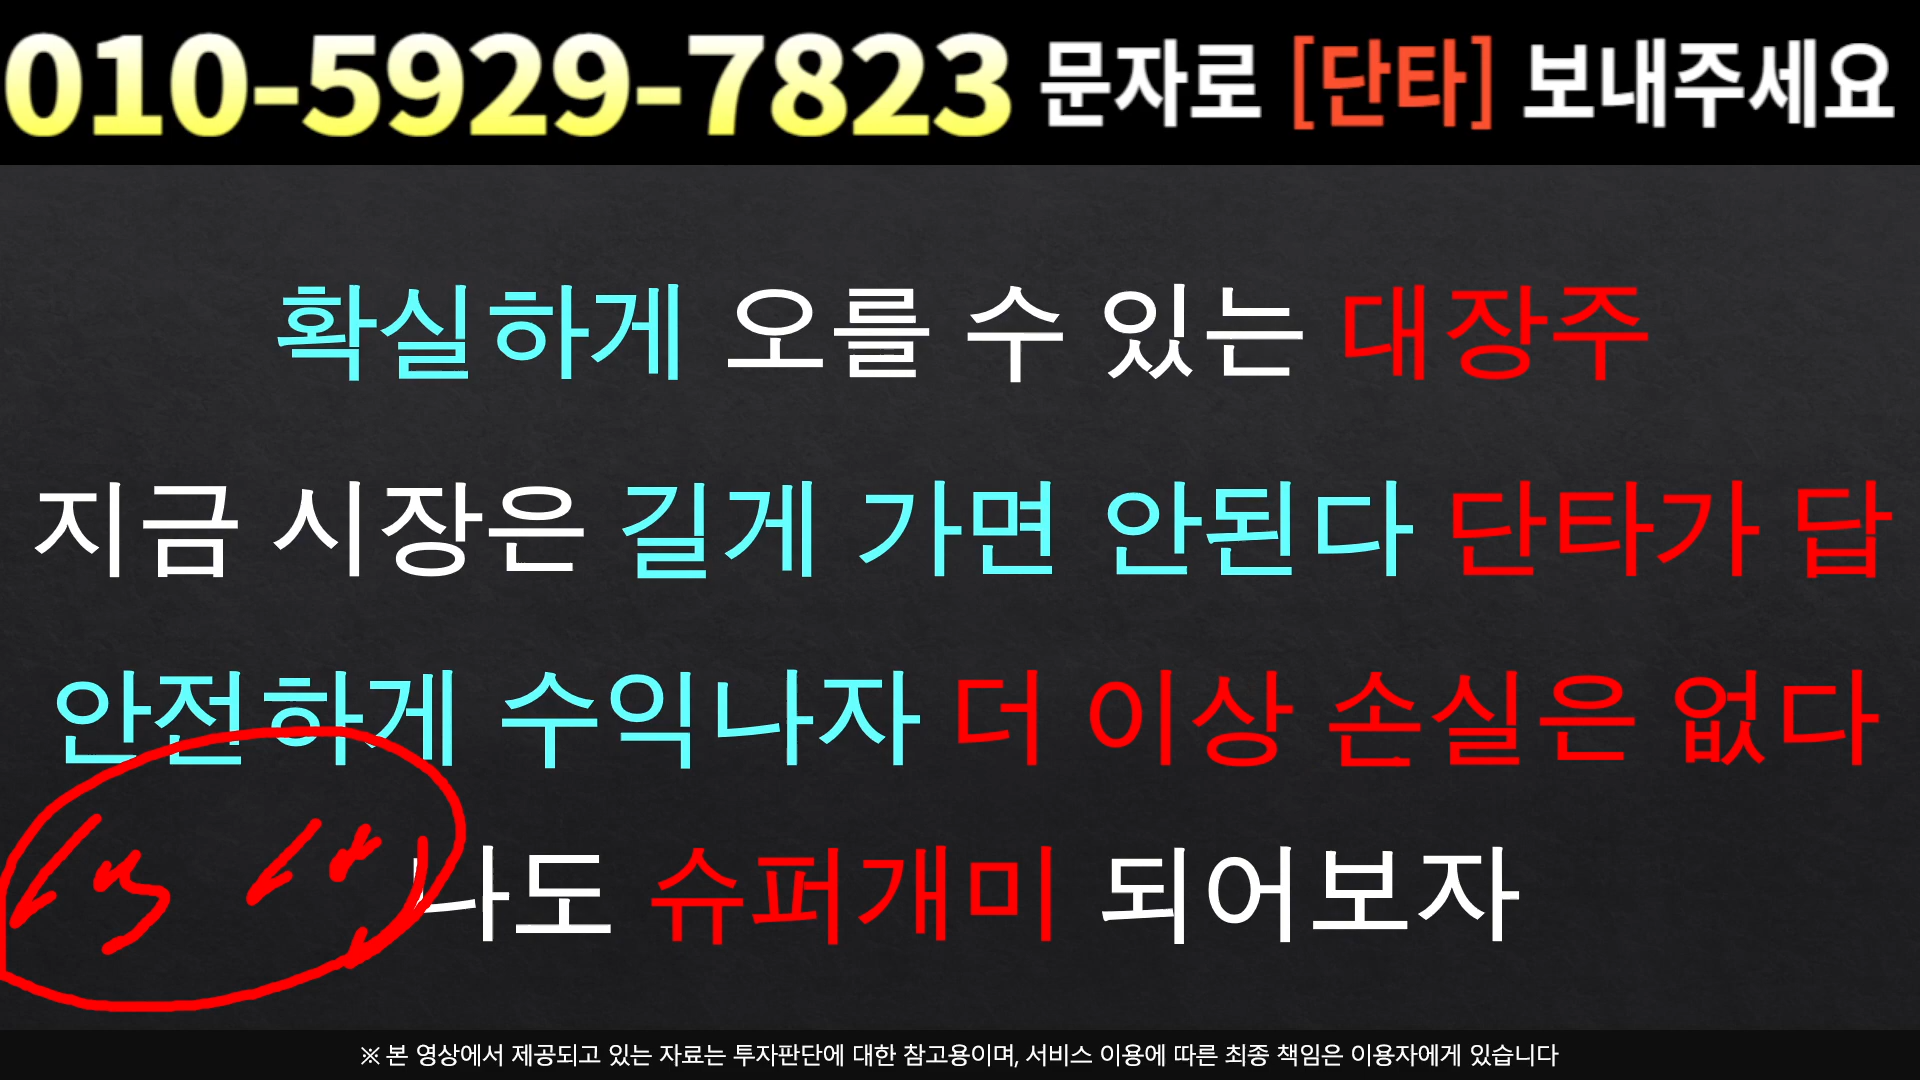 010-5929-7823 문자로 [단타] 보내주세요
확실하게 오를 수 있는 대장주
지금 시장은 길게 가면 안된다 단타가 답
안전하게 수익나자 더 이상 손실은 없다
나도 슈퍼개미 되어보자
※ 본 영상에서 제공되고 있는 자료는 투자판단에 대한 참고용이며, 서비스 이용에 따른 최종 책임은 이용자에게 있습니다